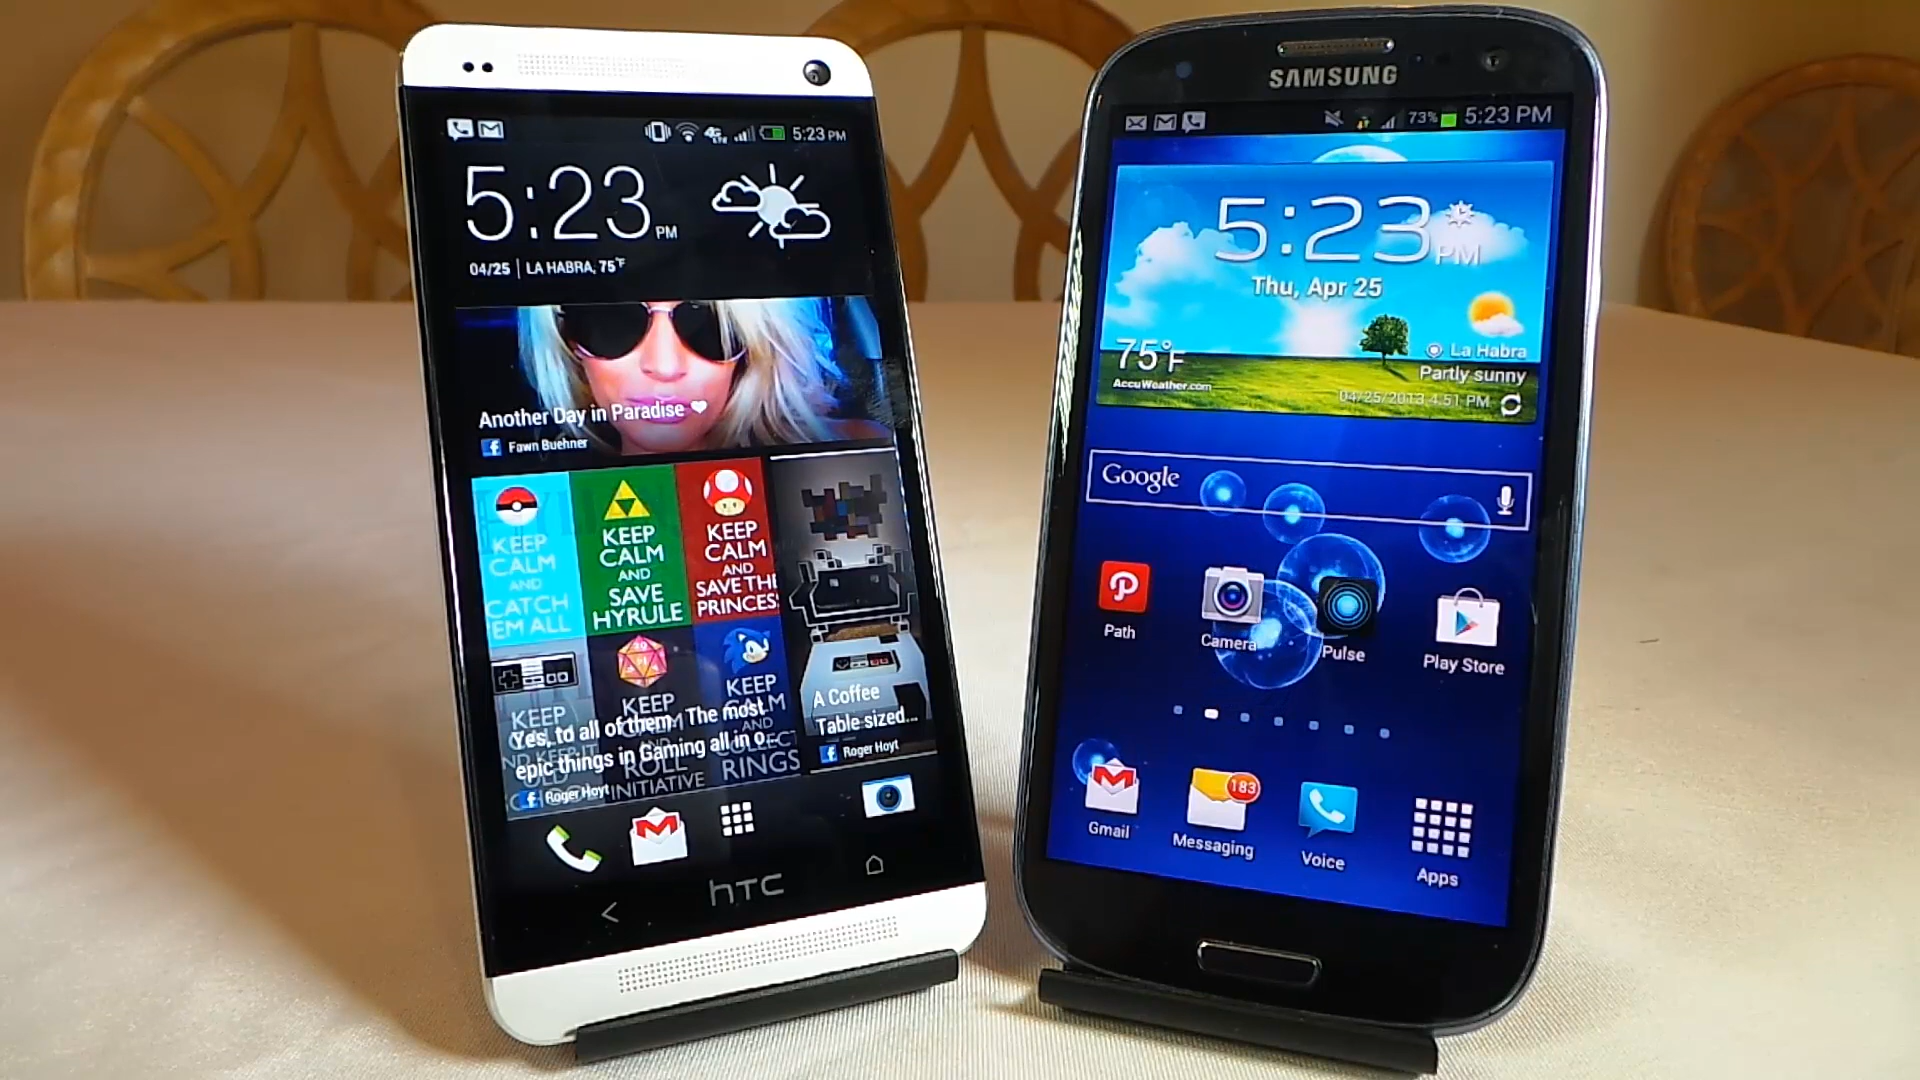 5:23 PM
5:23 PM
04/25 | LA HABRA, 75°F
Another Day in Paradise ❤
Fawn Buehner
KEEP
CALM
AND
CATCH
'EM ALL
KEEP
CALM
AND
SAVE
HYRULE
KEEP
CALM
AND
SAVE THE
PRINCESS
KEEP
KEEP
CALM
ROLL
INITIATIVE
KEEP
CALM
AND
COLLECT
RINGS
Yes, to all of them. The most
epic things in Gaming all in o...
Roger Hoyt
A Coffee
Table sized...
Roger Hoyt
hTC
SAMSUNG
73% 5:23 PM
5:23 PM
Thu, Apr 25
75°F
AccuWeather.com
La Habra
Partly sunny
04/25/2013 4:51 PM
Google
Path
Camera
Pulse
Play Store
Gmail
183
Messaging
Voice
Apps